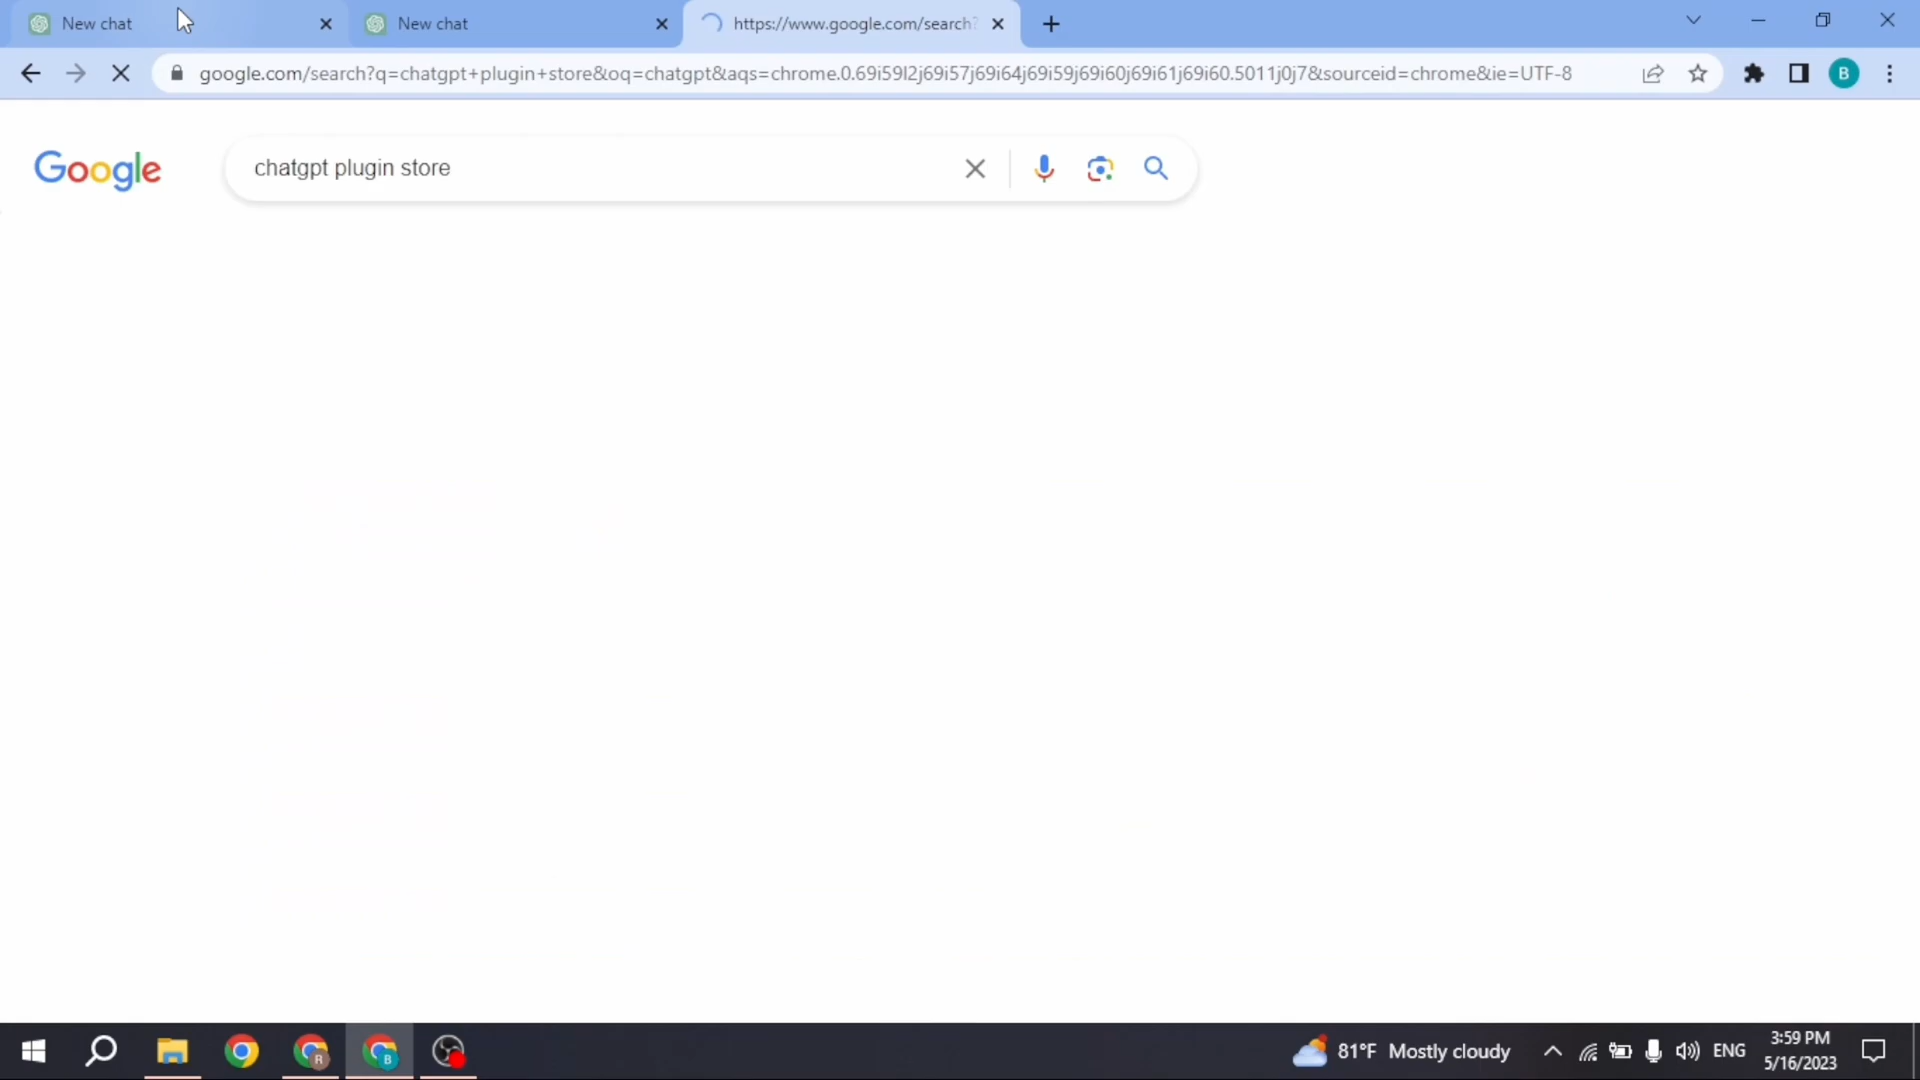 New chat
New chat
https://www.google.com/search?
google.com/search?q=chatgpt+plugin+store&oq=chatgpt&aqs=chrome.0.69i59l2j69i57j69i64j69i59j69i60j69i61j69i60.5011j0j7&sourceid=chrome&ie=UTF-8
B
Google
chatgpt plugin store
R
B
81°F Mostly cloudy
ENG
3:59 PM
5/16/2023